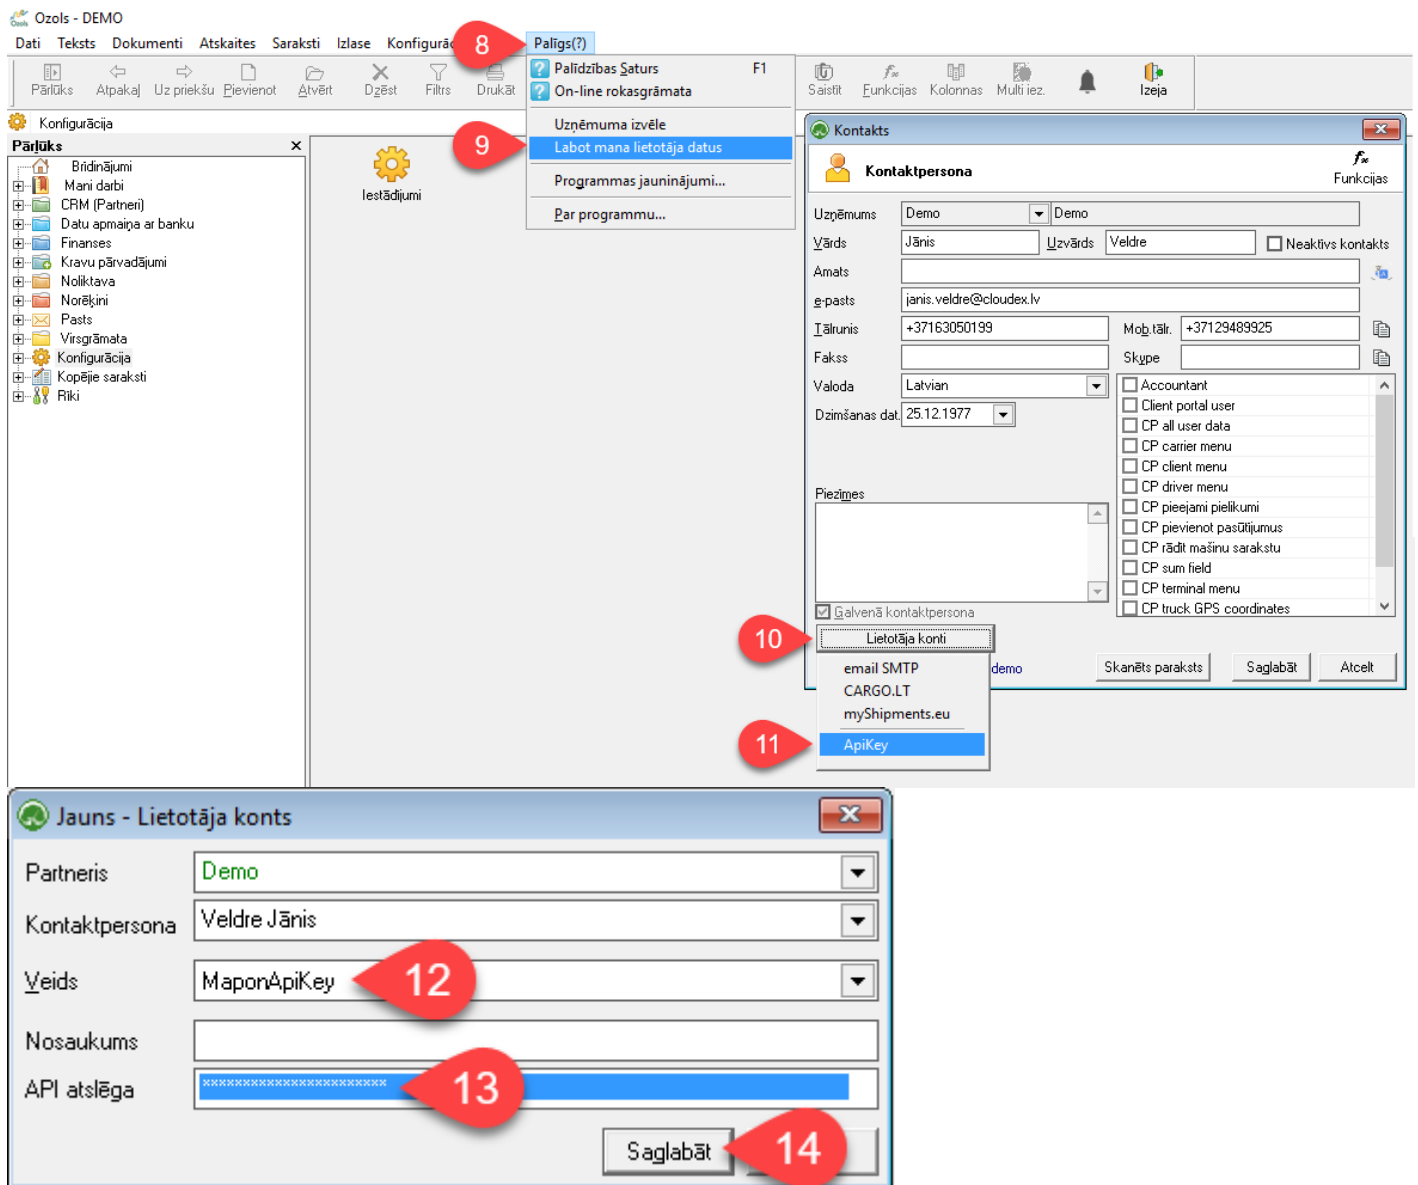 Ozols - DEMO
Dati Teksts Dokumenti Atskaites Saraksti Izlase Konfigurāc 8 Palīgs(?)
Pārlūks Atpakaļ Uz priekšu Pievienot Atvērt Dzēst Filtrs Drukāt Saistīt Funkcijas Kolonnas Multi iez. Izeja
Palīdzības Saturs F1
On-line rokasgrāmata
Uzņēmuma izvēle
9 Labot mana lietotāja datus
Programmas jauninājumi...
Par programmu...
Konfigurācija
Pārlūks
Brīdinājumi
Mani darbi
CRM (Partneri)
Datu apmaiņa ar banku
Finanses
Kravu pārvadājumi
Noliktava
Norēķini
Pasts
Virsgrāmata
Konfigurācija
Kopējie saraksti
Rīki
Iestādījumi
Kontakts
Kontaktpersona
Funkcijas
Uzņēmums Demo Demo
Vārds Jānis Uzvārds Veldre Neaktīvs kontakts
Amats
e-pasts janis.veldre@cloudex.lv
Tālrunis +37163050199 Mob.tālr. +37129489925
Fakss Skype
Valoda Latvian
Dzimšanas dat. 25.12.1977
Accountant
Client portal user
CP all user data
CP carrier menu
CP client menu
CP driver menu
CP pieejami pielikumi
CP pievienot pasūtījumus
CP rādīt mašīnu sarakstu
CP sum field
CP terminal menu
CP truck GPS coordinates
Piezīmes
Galvenā kontaktpersona
10 Lietotāja konti
demo Skanēts paraksts Saglabāt Atcelt
email SMTP
CARGO.LT
myShipments.eu
11 ApiKey
Jauns - Lietotāja konts
Partneris Demo
Kontaktpersona Veldre Jānis
Veids MaponApiKey 12
Nosaukums
API atslēga *********************** 13
Saglabāt 14